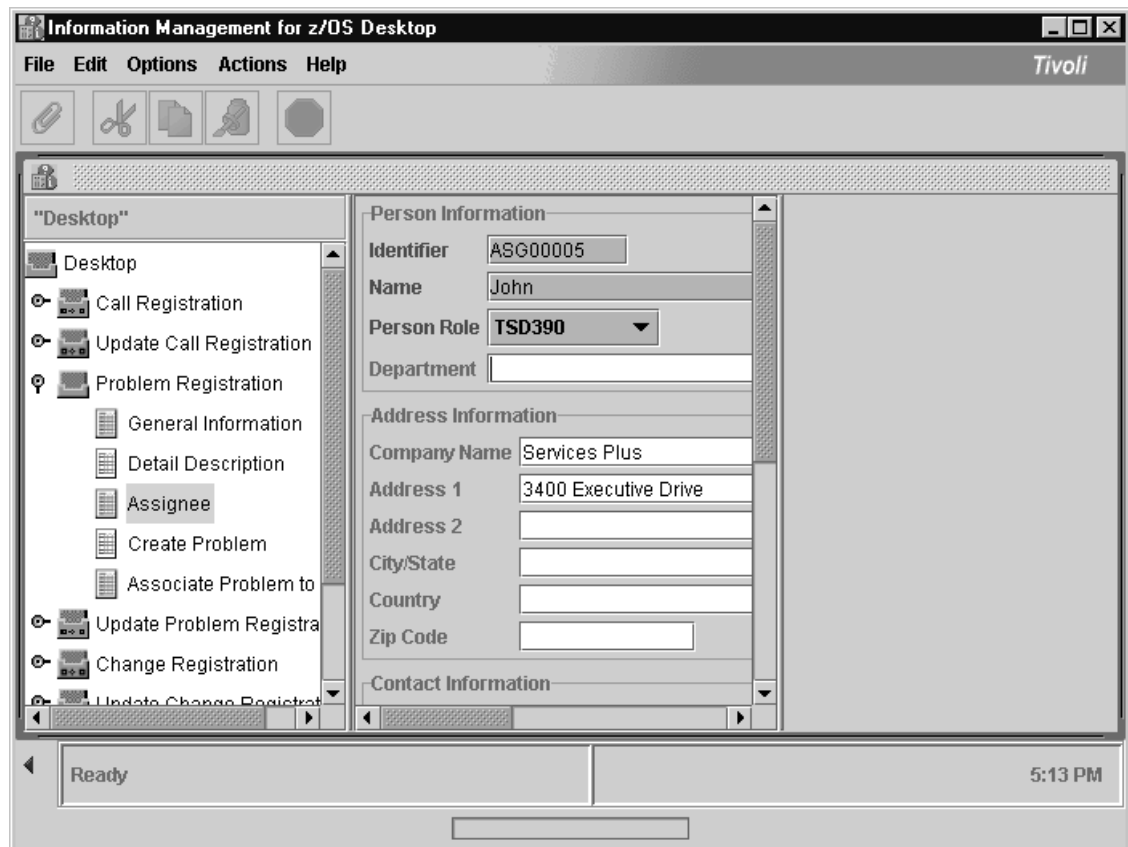 Information Management for z/OS Desktop
File Edit Options Actions Help
Tivoli
"Desktop"
Desktop
Call Registration
Update Call Registration
Problem Registration
General Information
Detail Description
Assignee
Create Problem
Associate Problem to
Update Problem Registra
Change Registration
Update Change Registrat
Person Information
Identifier ASG00005
Name John
Person Role TSD390
Department
Address Information
Company Name Services Plus
Address 1 3400 Executive Drive
Address 2
City/State
Country
Zip Code
Contact Information
Ready
5:13 PM